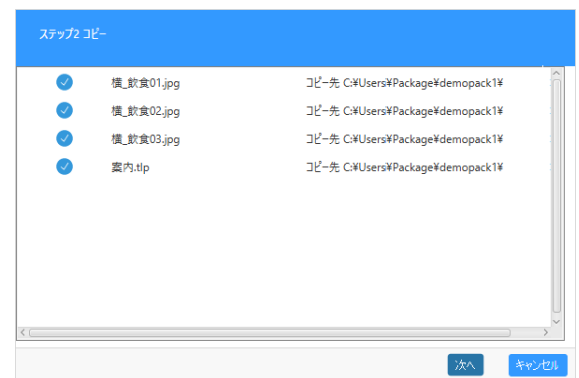 ステップ2 コピー
横_飲食01.jpg コピー先 C:¥Users¥Package¥demopack1¥
横_飲食02.jpg コピー先 C:¥Users¥Package¥demopack1¥
横_飲食03.jpg コピー先 C:¥Users¥Package¥demopack1¥
案内.tlp コピー先 C:¥Users¥Package¥demopack1¥
次へ キャンセル